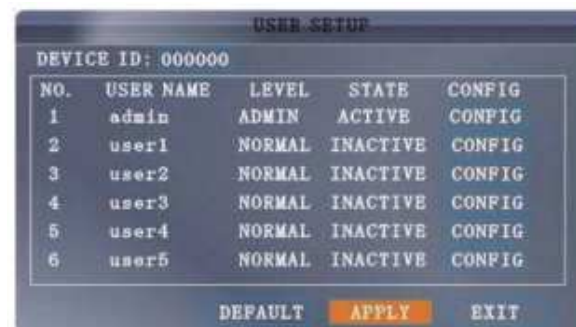 USER SETUP
DEVICE ID: 000000
NO. USER NAME LEVEL STATE CONFIG
1 admin ADMIN ACTIVE CONFIG
2 user1 NORMAL INACTIVE CONFIG
3 user2 NORMAL INACTIVE CONFIG
4 user3 NORMAL INACTIVE CONFIG
5 user4 NORMAL INACTIVE CONFIG
6 user5 NORMAL INACTIVE CONFIG
DEFAULT APPLY EXIT